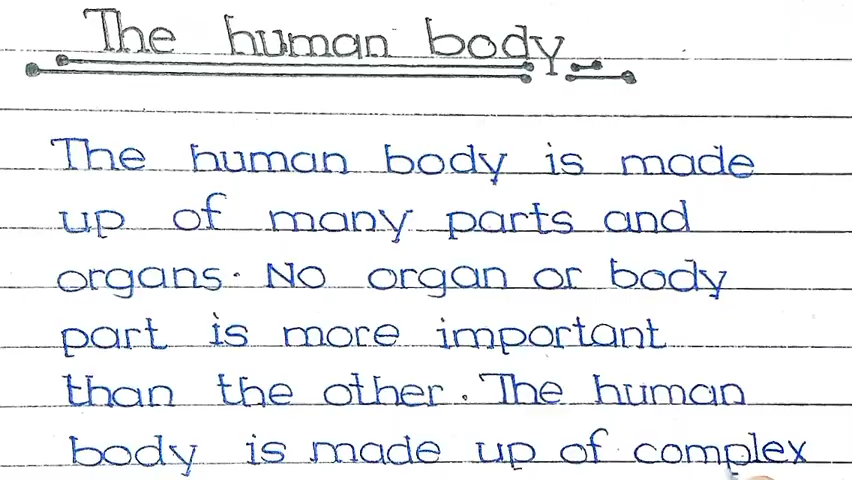 The human body
The human body is made
up of many parts and
organs. No organ or body
part is more important
than the other. The human
body is made up of complex